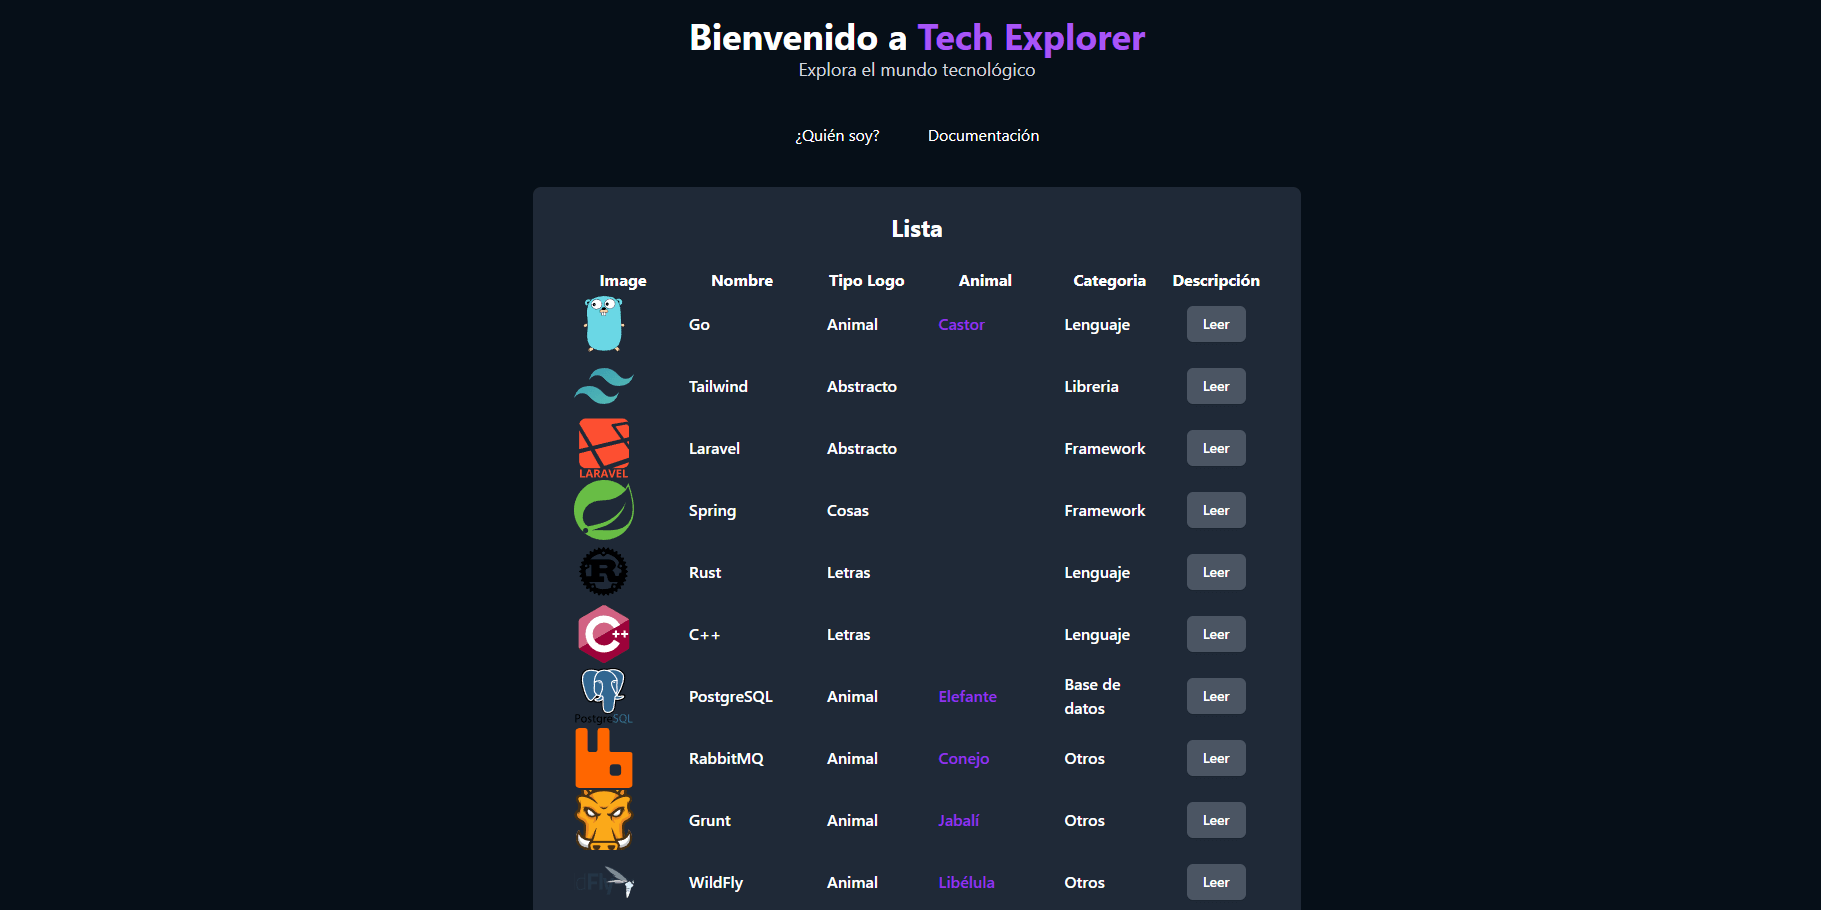 Bienvenido a Tech Explorer
Explora el mundo tecnológico
¿Quién soy? Documentación
Lista
Image Nombre Tipo Logo Animal Categoria Descripción
Go Animal Castor Lenguaje Leer
Tailwind Abstracto Libreria Leer
LARAVEL Laravel Abstracto Framework Leer
Spring Cosas Framework Leer
R Rust Letras Lenguaje Leer
C++ C++ Letras Lenguaje Leer
PostgreSQL PostgreSQL Animal Elefante Base de datos Leer
RabbitMQ Animal Conejo Otros Leer
Grunt Animal Jabalí Otros Leer
dFly WildFly Animal Libélula Otros Leer